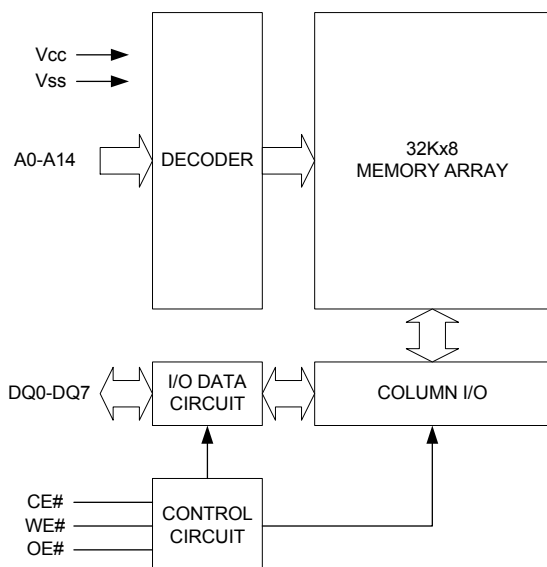 Vcc
Vss
A0-A14
DECODER
32Kx8
MEMORY ARRAY
DQ0-DQ7
I/O DATA
CIRCUIT
COLUMN I/O
CE#
WE#
OE#
CONTROL
CIRCUIT